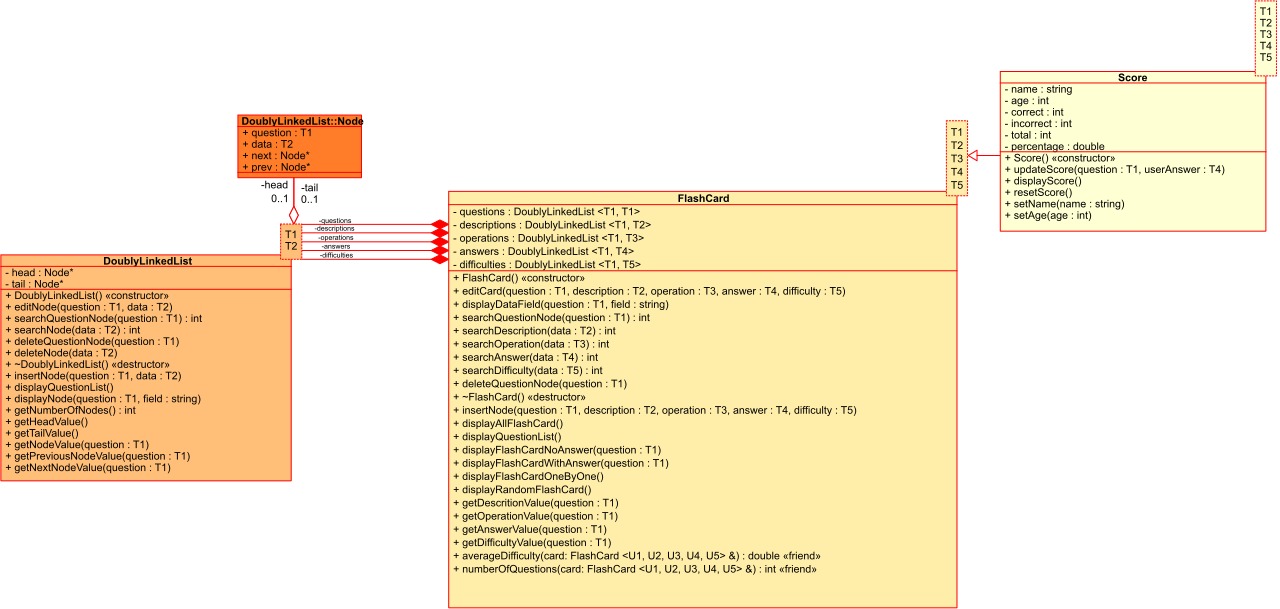 T1
T2
T3
T4
T5
Score
- name : string
- age : int
- correct : int
- incorrect : int
- total : int
- percentage : double
+ Score() «constructor»
+ updateScore(question : T1, userAnswer : T4)
+ displayScore()
+ resetScore()
+ setName(name : string)
+ setAge(age : int)
DoublyLinkedList::Node
+ question : T1
+ data : T2
+ next : Node*
+ prev : Node*
-head
0..1
-tail
0..1
T1
T2
DoublyLinkedList
- head : Node*
- tail : Node*
+ DoublyLinkedList() «constructor»
+ editNode(question : T1, data : T2)
+ searchQuestionNode(question : T1) : int
+ searchNode(data : T2) : int
+ deleteQuestionNode(question : T1)
+ deleteNode(data : T2)
+ ~DoublyLinkedList() «destructor»
+ insertNode(question : T1, data : T2)
+ displayQuestionList()
+ displayNode(question : T1, field : string)
+ getNumberOfNodes() : int
+ getHeadValue()
+ getTailValue()
+ getNodeValue(question : T1)
+ getPreviousNodeValue(question : T1)
+ getNextNodeValue(question : T1)
-questions
-descriptions
-operations
-answers
-difficulties
T1
T2
T3
T4
T5
FlashCard
- questions : DoublyLinkedList <T1, T1>
- descriptions : DoublyLinkedList <T1, T2>
- operations : DoublyLinkedList <T1, T3>
- answers : DoublyLinkedList <T1, T4>
- difficulties : DoublyLinkedList <T1, T5>
+ FlashCard() «constructor»
+ editCard(question : T1, description : T2, operation : T3, answer : T4, difficulty : T5)
+ displayDataField(question : T1, field : string)
+ searchQuestionNode(question : T1) : int
+ searchDescription(data : T2) : int
+ searchOperation(data : T3) : int
+ searchAnswer(data : T4) : int
+ searchDifficulty(data : T5) : int
+ deleteQuestionNode(question : T1)
+ ~FlashCard() «destructor»
+ insertNode(question : T1, description : T2, operation : T3, answer : T4, difficulty : T5)
+ displayAllFlashCard()
+ displayQuestionList()
+ displayFlashCardNoAnswer(question : T1)
+ displayFlashCardWithAnswer(question : T1)
+ displayFlashCardOneByOne()
+ displayRandomFlashCard()
+ getDescritionValue(question : T1)
+ getOperationValue(question : T1)
+ getAnswerValue(question : T1)
+ getDifficultyValue(question : T1)
+ averageDifficulty(card: FlashCard <U1, U2, U3, U4, U5> &) : double «friend»
+ numberOfQuestions(card: FlashCard <U1, U2, U3, U4, U5> &) : int «friend»